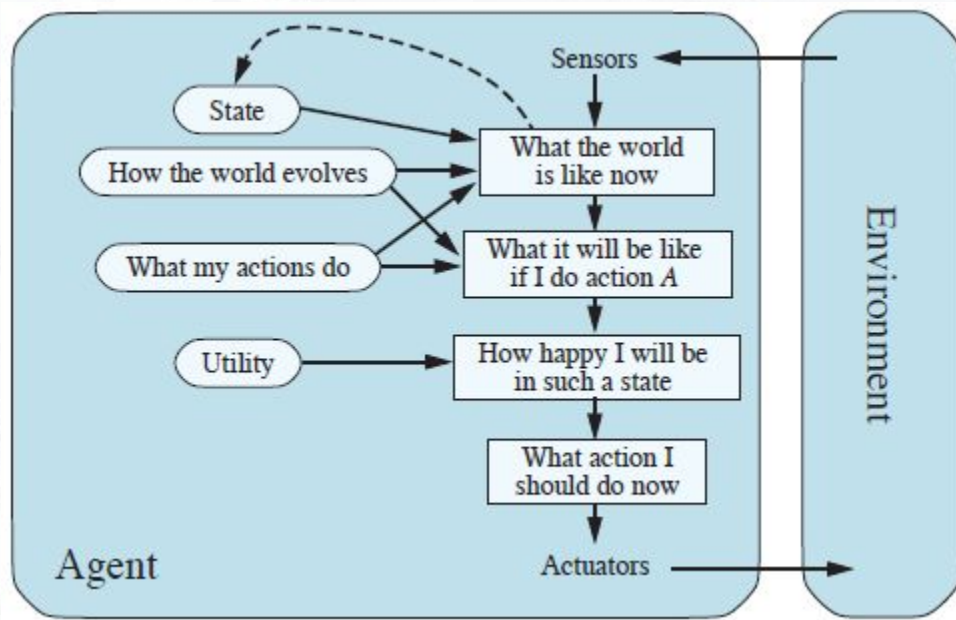 Sensors
State
What the world
is like now
How the world evolves
What it will be like
if I do action A
What my actions do
How happy I will be
in such a state
Utility
What action I
should do now
Actuators
Agent
Environment